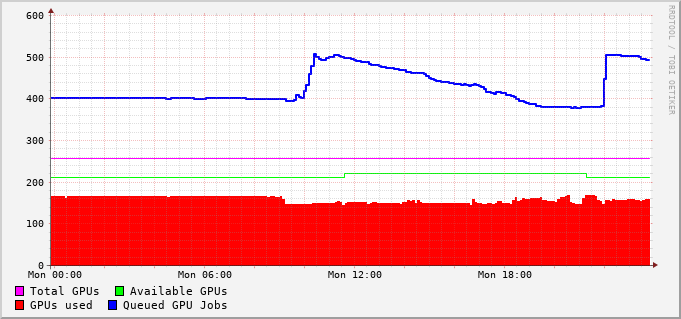 RRDTOOL / TOBI OETIKER
600
500
400
300
200
100
0
Mon 00:00 Mon 06:00 Mon 12:00 Mon 18:00
Total GPUs Available GPUs
GPUs used Queued GPU Jobs